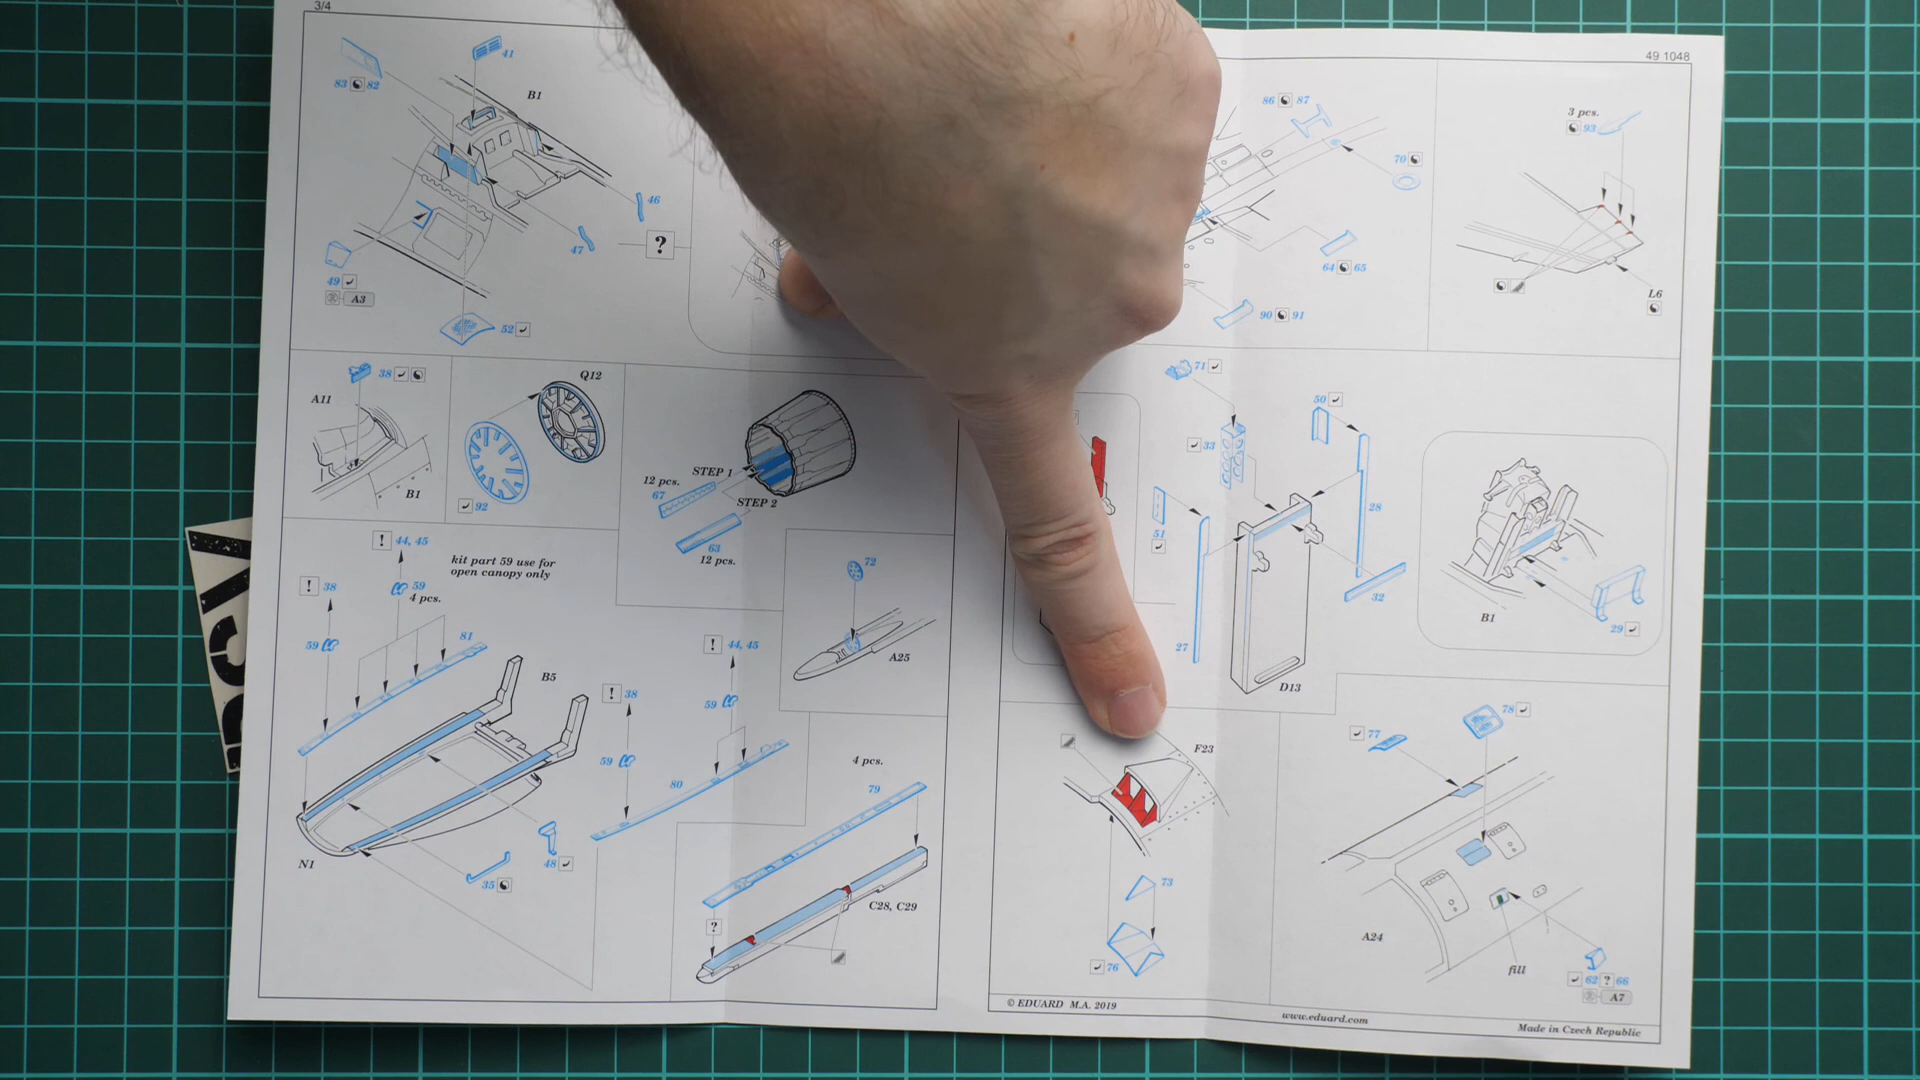 3/4
49 1048
41
83 82
B1
46
47
?
49
A3
52
86 87
70
64 65
90 91
3 pcs.
93
L6
38
A11
B1
Q12
92
12 pcs.
67
STEP 1
STEP 2
63
12 pcs.
72
A25
! 44, 45
kit part 59 use for
open canopy only
! 38
59
4 pcs.
59
81
B5
N1
48
35
! 44, 45
! 38
59
59
80
4 pcs.
79
?
C28, C29
71
50
33
51
28
27
32
D13
B1
29
F23
73
76
77
78
A24
fill
62 ? 66
A7
© EDUARD M.A. 2019
www.eduard.com
Made in Czech Republic